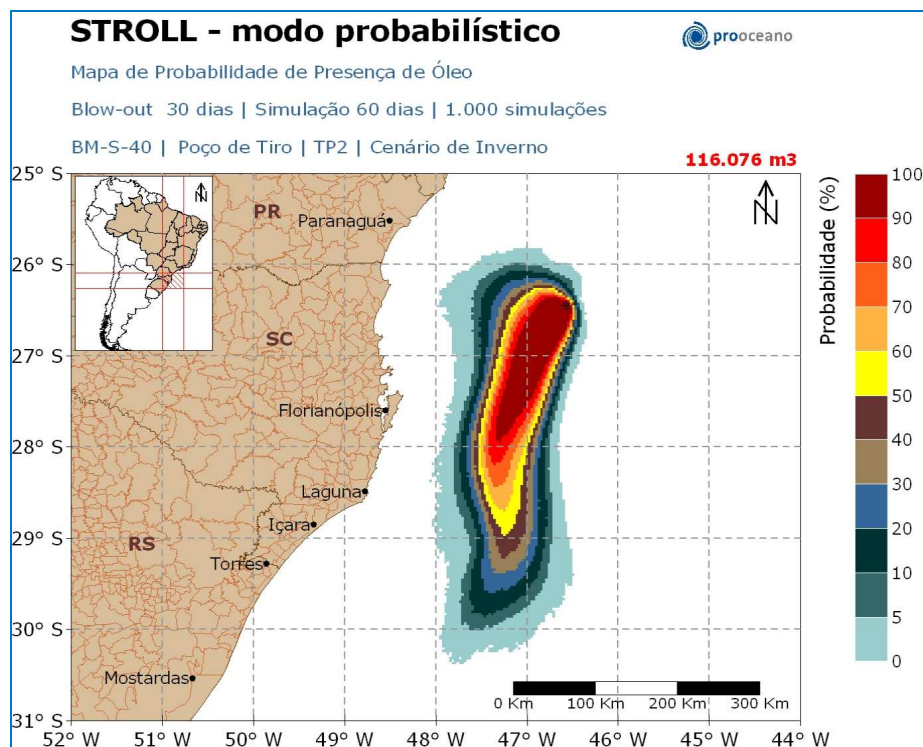 STROLL - modo probabilístico
prooceano
Mapa de Probabilidade de Presença de Óleo
Blow-out 30 dias | Simulação 60 dias | 1.000 simulações
BM-S-40 | Poço de Tiro | TP2 | Cenário de Inverno
116.076 m3
25° S
26° S
27° S
28° S
29° S
30° S
31° S
52° W
51° W
50° W
49° W
48° W
47° W
46° W
45° W
44° W
N
N
PR
Paranaguá
SC
Florianópolis
Laguna
Içara
RS
Torres
Mostardas
0 Km
100 Km
200 Km
300 Km
Probabilidade (%)
100
90
80
70
60
50
40
30
20
10
5
0